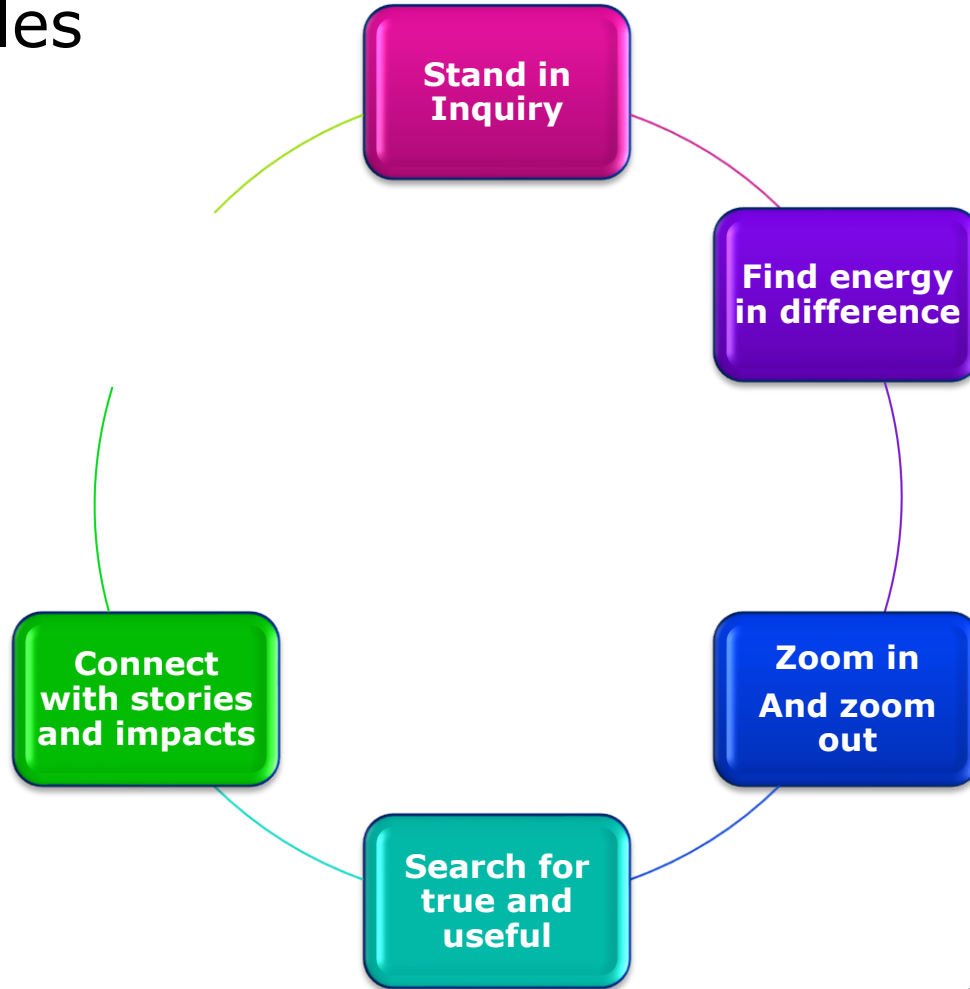 les
Stand in
Inquiry
Find energy
in difference
Zoom in
And zoom
out
Search for
true and
useful
Connect
with stories
and impacts